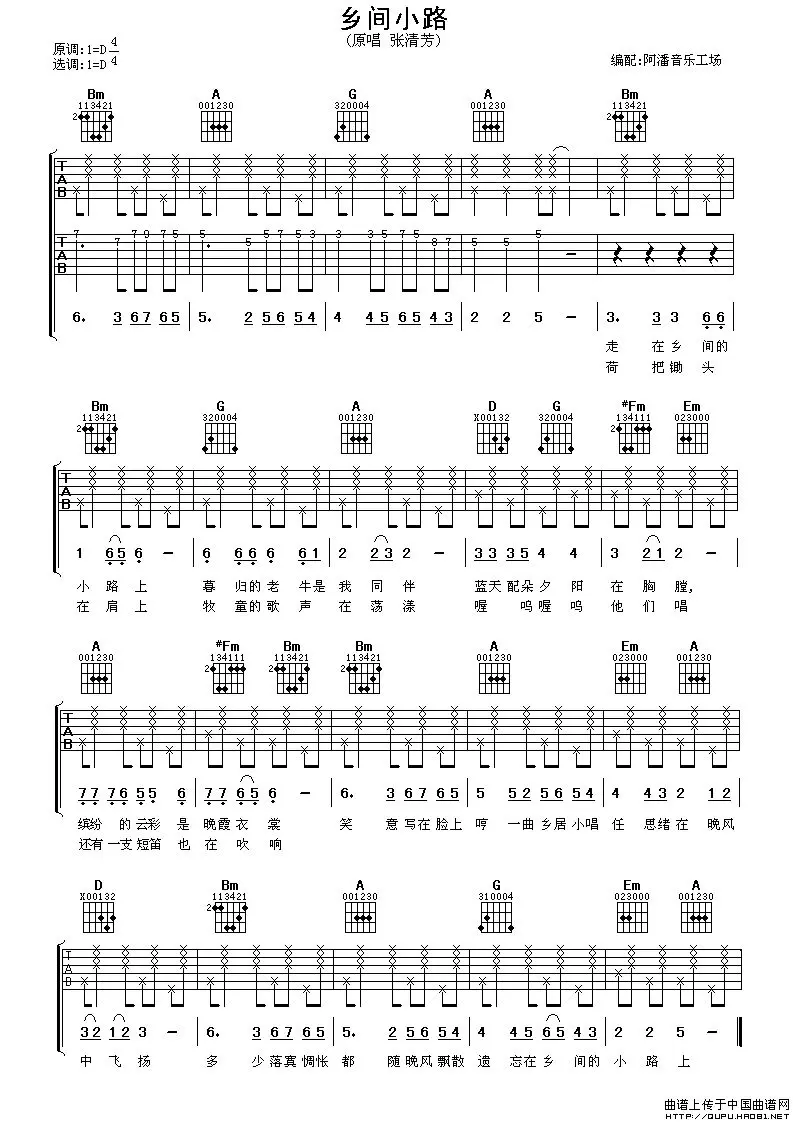 乡间小路
(原唱 张清芳)
原调:1=D 4/4
选调:1=D
编配:阿潘音乐工场
Bm A G A Bm
113421 001230 320004 001230 113421
2 2
T A B
7 7 7 9 7 5 5 5 5 7 5 3 3 3 5 7 5 8 7 5 5 5
T A B
6. 3 6 7 6 5 | 5. 2 5 6 5 4 | 4 4 5 6 5 4 3 | 2 2 5 – | 3. 3 3 6 6
走 在乡 间的
荷 把锄 头
Bm G A D G #Fm Em
113421 320004 001230 X00132 320004 134111 023000
2 2
T A B
1 6 5 6 – | 6 6 6 6 6 1 | 2 2 3 2 – | 3 3 3 5 4 4 | 3 2 1 2
小 路 上 暮 归的老 牛是 我 同 伴 蓝天 配朵 夕 阳 在 胸 膛,
在 肩 上 牧 童的歌 声 在 荡 漾 喔 呜喔 呜 他 们 唱
A #Fm Bm Bm A Em A
001230 134111 113421 113421 001230 023000 001230
2 2 2
T A B
7 7 7 6 5 5 6 | 7 7 6 5 6 – | 6. 3 6 7 6 5 | 5 5 2 5 6 5 4 | 4 4 3 2 1 2
缤纷 的 云彩 是 晚霞 衣 裳 笑 意 写在 脸上 哼 一曲 乡居 小唱 任 思绪 在 晚风
还有 一支 短笛 也 在 吹 响
D Bm A G Em A
X00132 113421 001230 310004 023000 001230
2
T A B
3 2 1 2 3 – | 6. 3 6 7 6 5 | 5. 2 5 6 5 4 | 4 4 5 6 5 4 3 | 2 2 5 –
中 飞 扬 多 少 落寞 惆怅 都 随 晚风 飘散 遗 忘在 乡 间的 小 路 上
曲谱上传于中国曲谱网
HTTP://QUPU.HAO81.NET